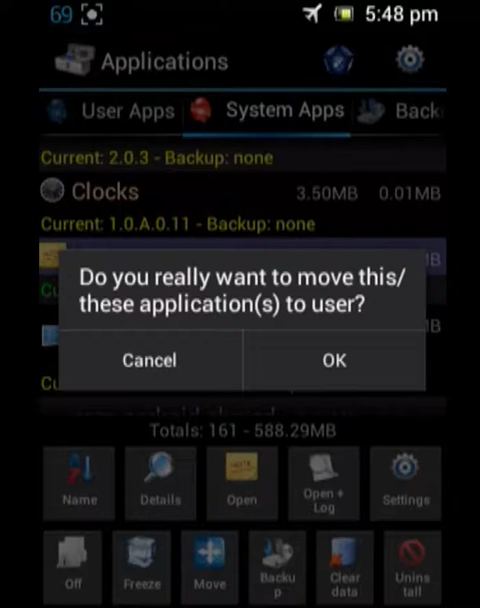 69 5:48 pm
Applications
User Apps System Apps Back
Current: 2.0.3 - Backup: none
Clocks 3.50MB 0.01MB
Current: 1.0.A.0.11 - Backup: none
Do you really want to move this/
these application(s) to user?
Cancel OK
Totals: 161 - 588.29MB
Name Details Open Open + Settings
Log
Off Freeze Move Backu Clear Unins
p data tall